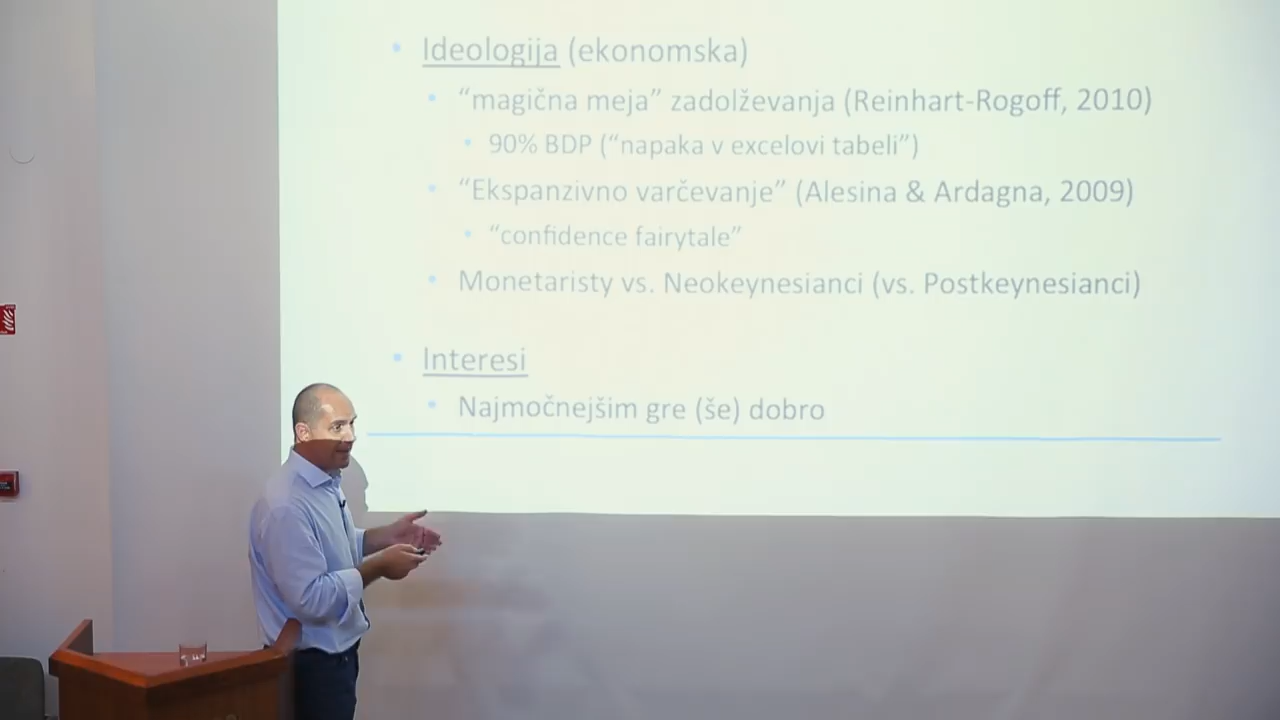 Ideologija (ekonomska)
“magična meja” zadolževanja (Reinhart-Rogoff, 2010)
90% BDP (“napaka v excelovi tabeli”)
“Ekspanzivno varčevanje” (Alesina & Ardagna, 2009)
“confidence fairytale”
Monetaristy vs. Neokeynesianci (vs. Postkeynesianci)
Interesi
Najmočnejšim gre (še) dobro